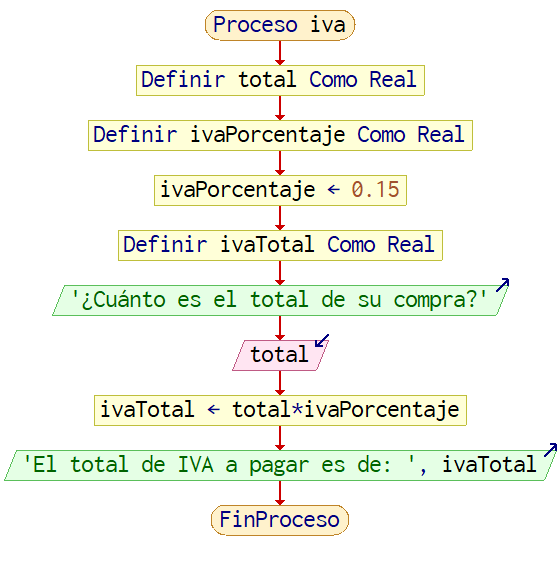 Proceso iva
Definir total Como Real
Definir ivaPorcentaje Como Real
ivaPorcentaje ← 0.15
Definir ivaTotal Como Real
'¿Cuánto es el total de su compra?'
total
ivaTotal ← total*ivaPorcentaje
'El total de IVA a pagar es de: ', ivaTotal
FinProceso